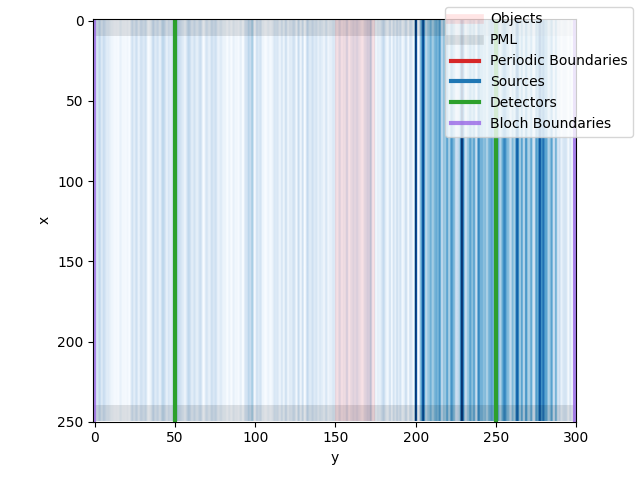 Objects
PML
Periodic Boundaries
Sources
Detectors
Bloch Boundaries
0
50
100
150
200
250
x
0 50 100 150 200 250 300
y